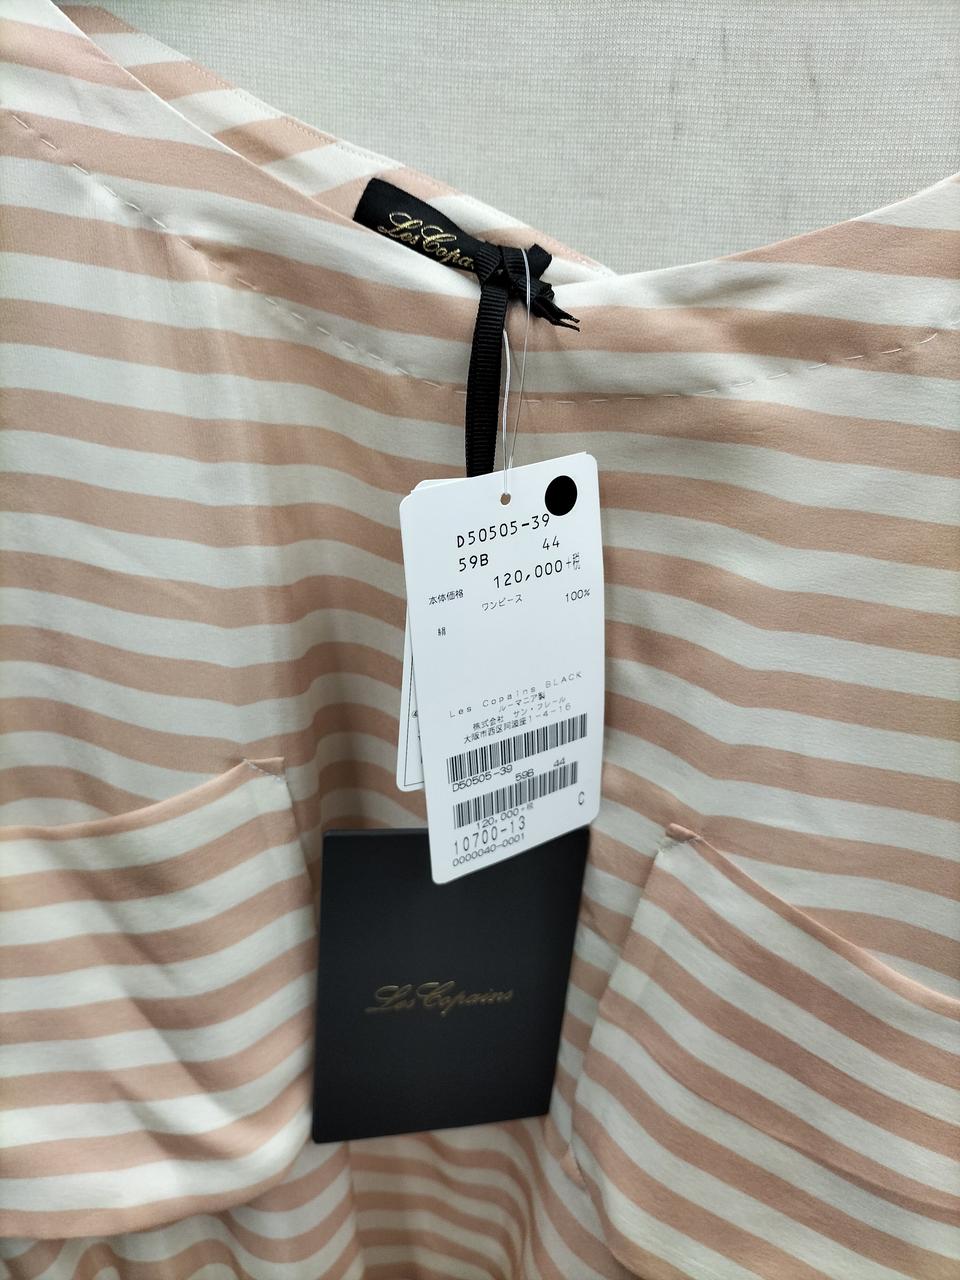 Les Copa
D50505-39
59B 44
120,000+税
本体価格
ワンピース 100%
絹
Les Copains BLACK
ルーマニア製
株式会社 サン・フレール
大阪市西区阿波座1-4-16
D50505-39 59B 44
120,000+税 C
10700-13
0000040-0001
Les Copains